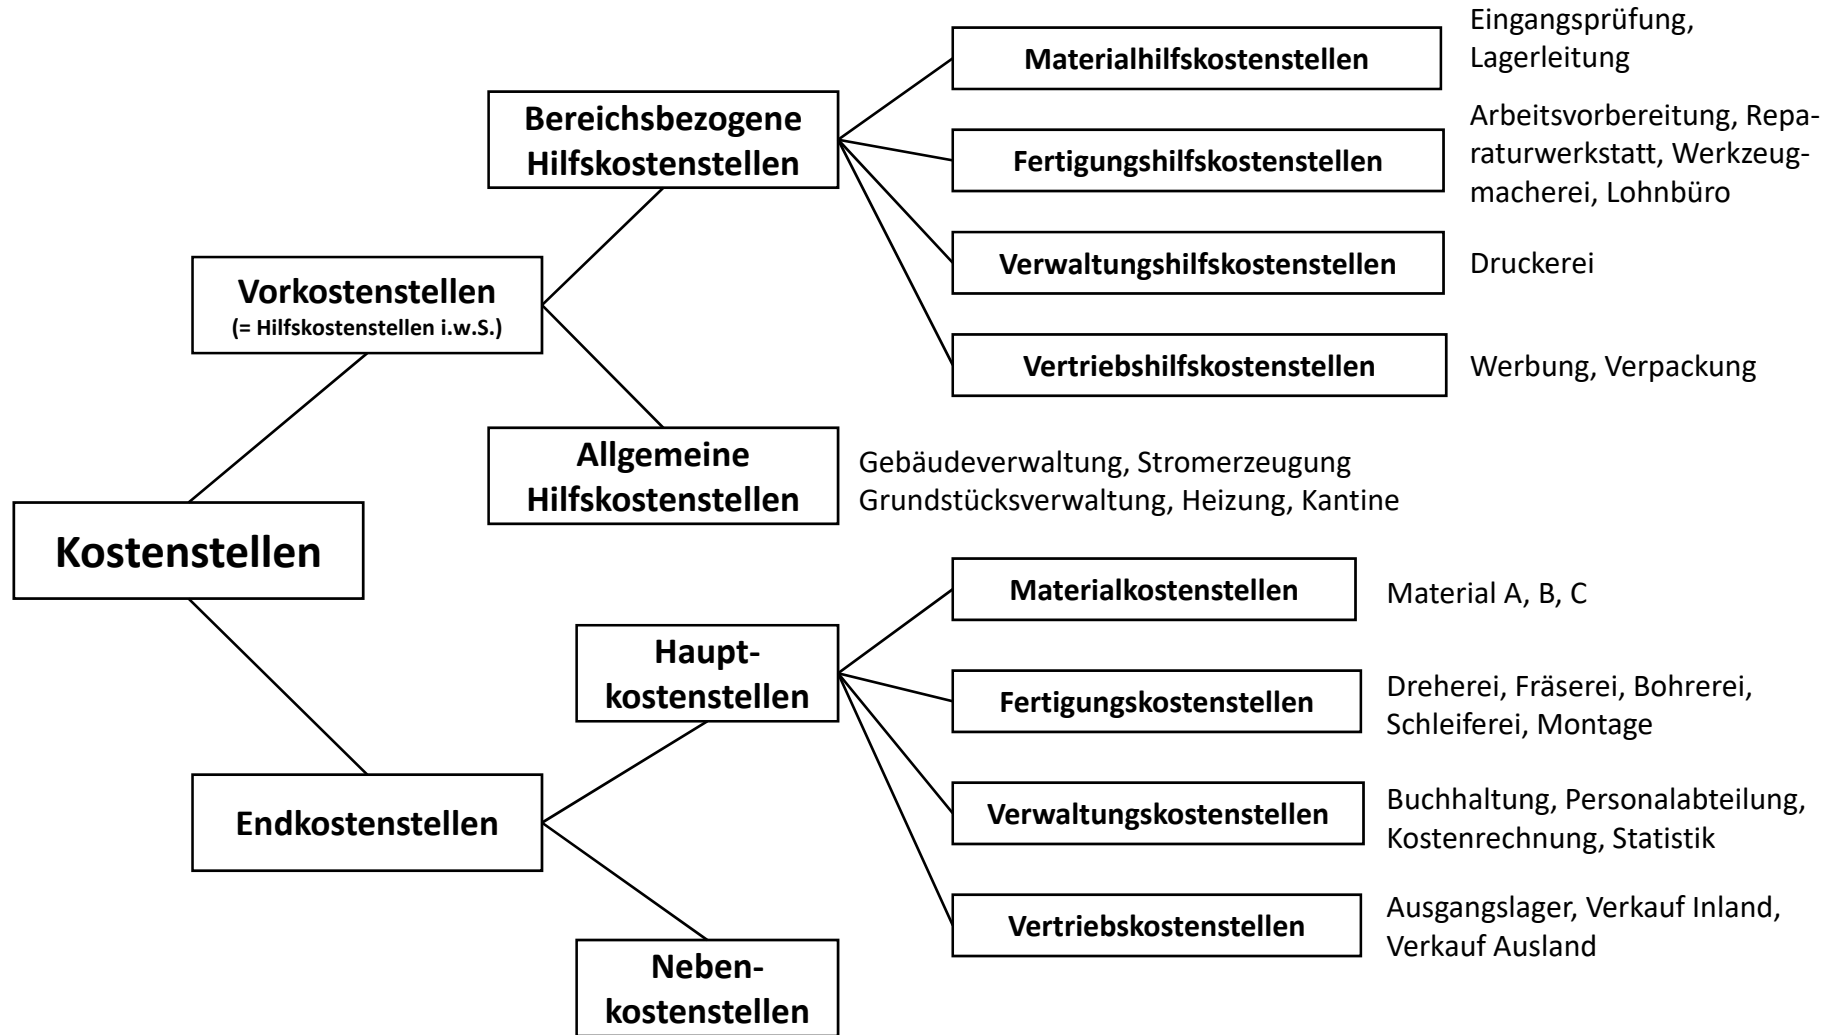 Eingangsprüfung,
Lagerleitung
Materialhilfskostenstellen
Bereichsbezogene
Hilfskostenstellen
Arbeitsvorbereitung, Repa-
raturwerkstatt, Werkzeug-
macherei, Lohnbüro
Fertigungshilfskostenstellen
Verwaltungshilfskostenstellen
Druckerei
Vorkostenstellen
(= Hilfskostenstellen i.w.S.)
Vertriebshilfskostenstellen
Werbung, Verpackung
Allgemeine
Hilfskostenstellen
Gebäudeverwaltung, Stromerzeugung
Grundstücksverwaltung, Heizung, Kantine
Kostenstellen
Materialkostenstellen
Material A, B, C
Haupt-
kostenstellen
Fertigungskostenstellen
Dreherei, Fräserei, Bohrerei,
Schleiferei, Montage
Endkostenstellen
Verwaltungskostenstellen
Buchhaltung, Personalabteilung,
Kostenrechnung, Statistik
Vertriebskostenstellen
Ausgangslager, Verkauf Inland,
Verkauf Ausland
Neben-
kostenstellen